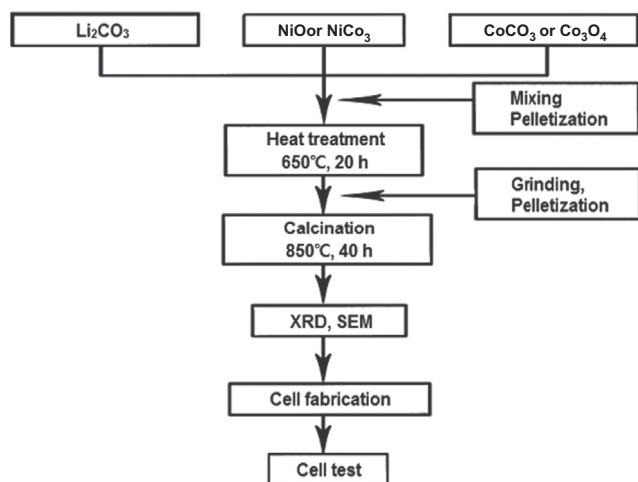 Li₂CO₃
NiOor NiCo₃
CoCO₃ or Co₃O₄
Mixing
Pelletization
Heat treatment
650℃, 20 h
Grinding,
Pelletization
Calcination
850℃, 40 h
XRD, SEM
Cell fabrication
Cell test